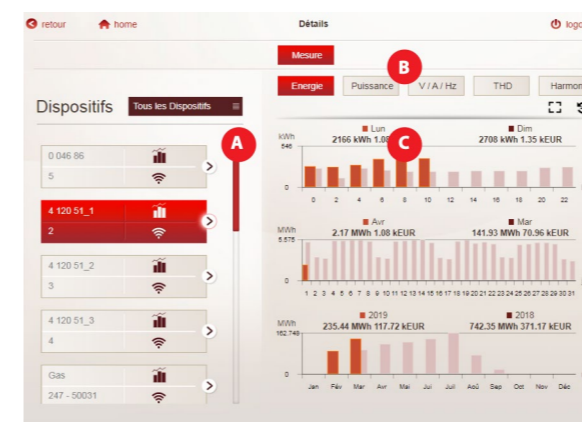 retour home Détails logo
Mesure
B
Energie Puissance V / A / Hz THD Harmon
Dispositifs Tous les Dispositifs
A
C
0 046 86
5
4 120 51_1
2
4 120 51_2
3
4 120 51_3
4
Gas
247 - 50031
kWh
Lun Dim
2166 kWh 1.08 2708 kWh 1.35 kEUR
646
0
0 2 4 6 8 10 12 14 16 18 20 22
MWh
Avr Mar
2.17 MWh 1.08 kEUR 141.93 MWh 70.96 kEUR
5.578
0
1 2 3 4 5 6 7 8 9 10 11 12 13 14 15 16 17 18 19 20 21 22 23 24 25 26 27 28 29 30 31
MWh
2019 2018
235.44 MWh 117.72 kEUR 742.35 MWh 371.17 kEUR
162.749
0
Jan Fév Mar Avr Mai Jui Juil Aoû Sep Oct Nov Déc